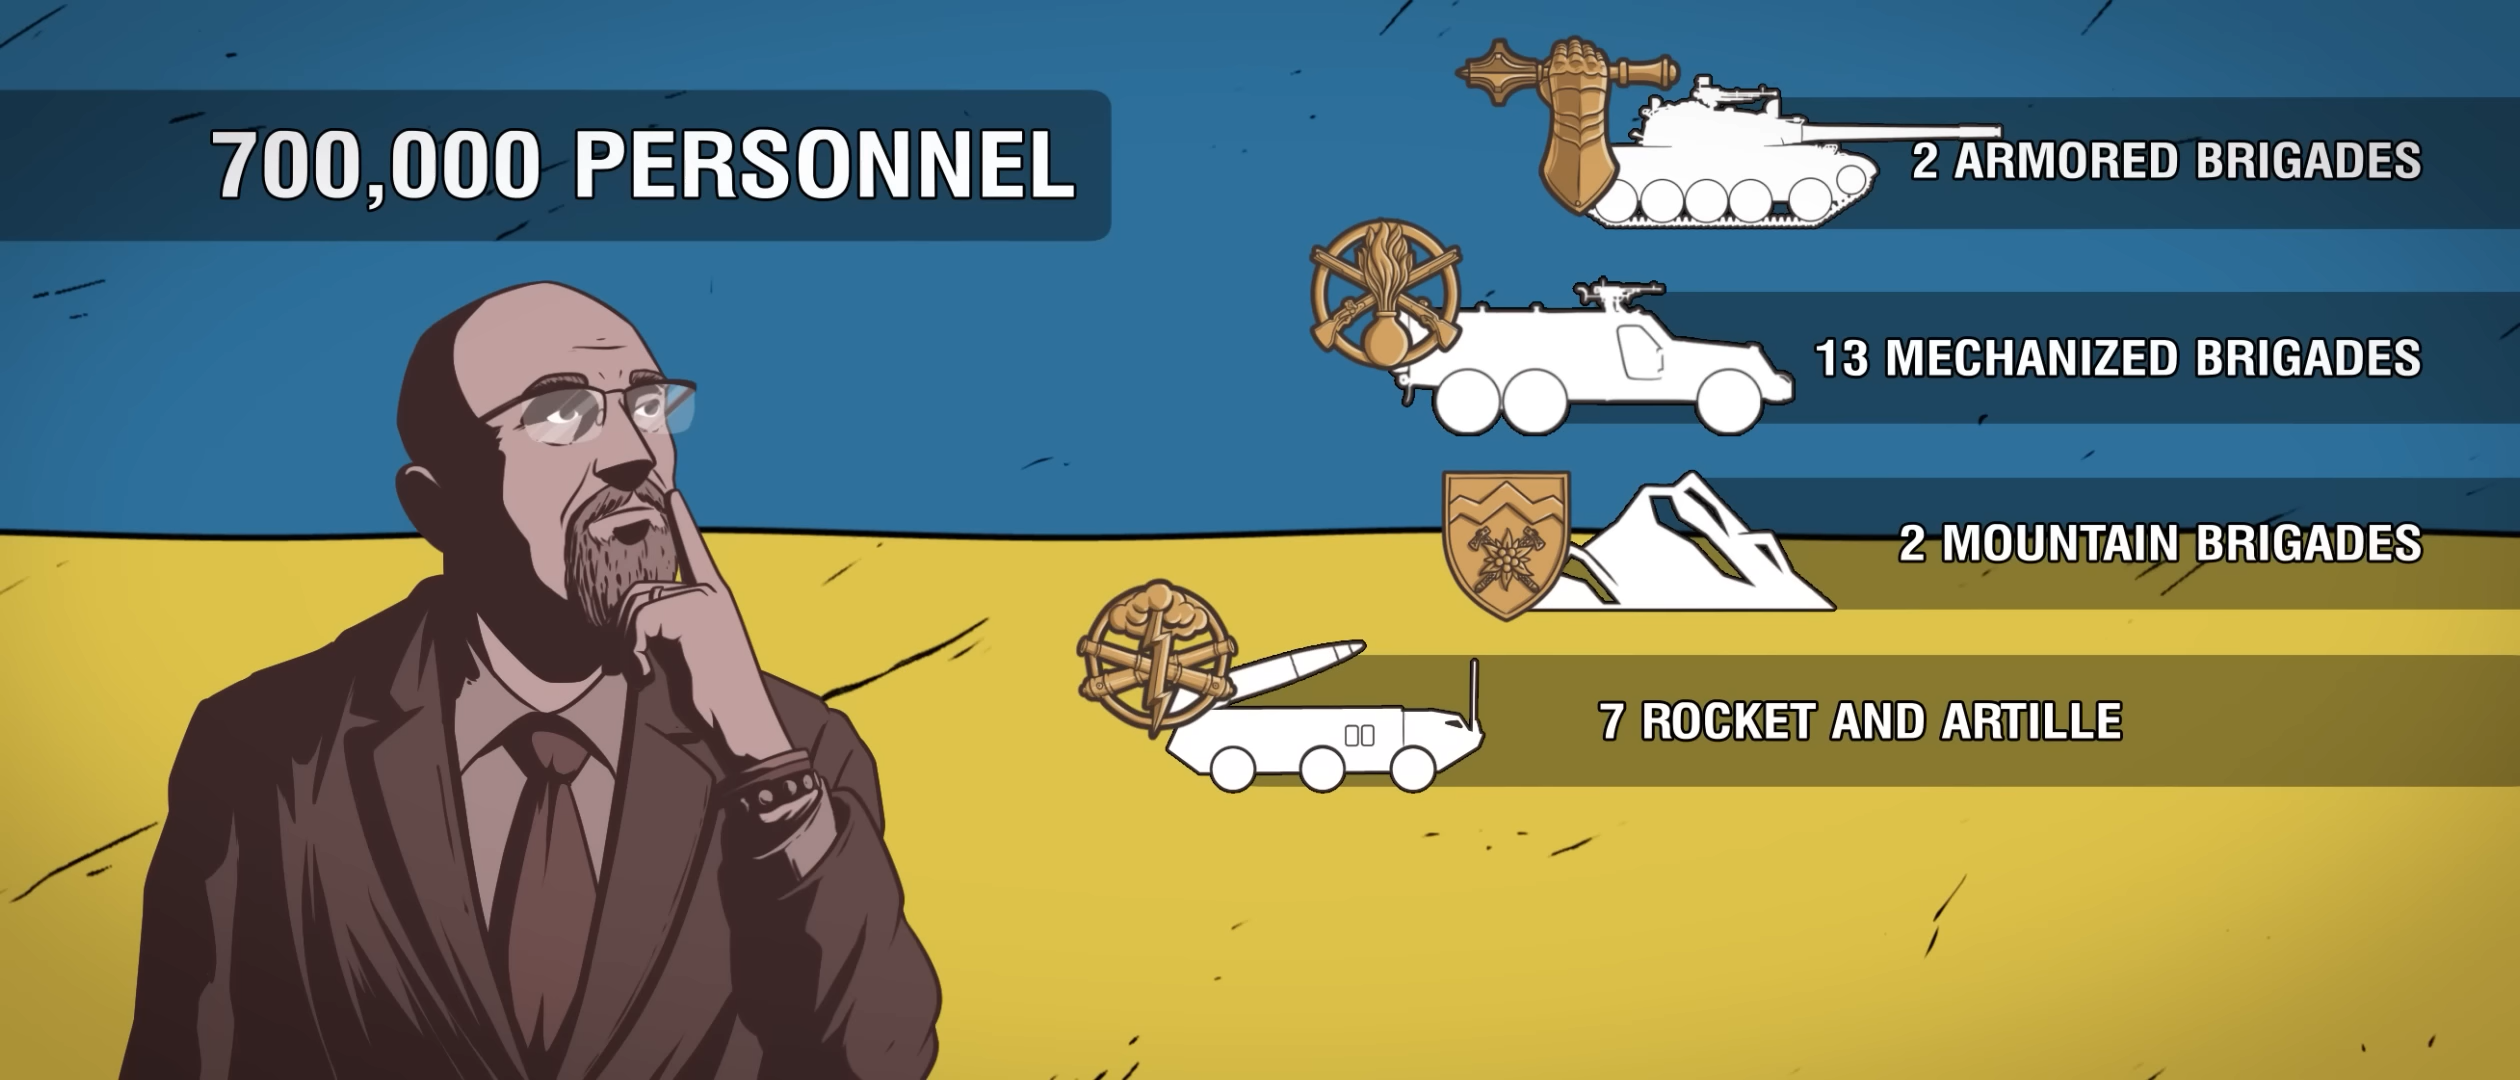 700,000 PERSONNEL
2 ARMORED BRIGADES
13 MECHANIZED BRIGADES
2 MOUNTAIN BRIGADES
7 ROCKET AND ARTILLE